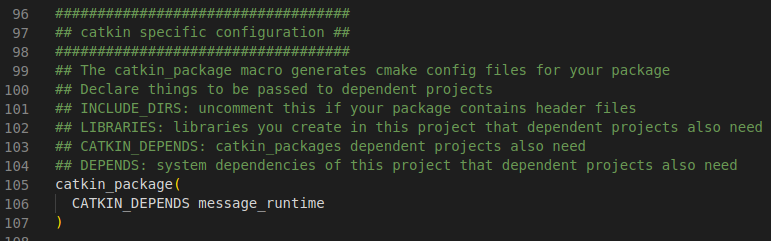 96 ###################################
97 ## catkin specific configuration ##
98 ###################################
99 ## The catkin_package macro generates cmake config files for your package
100 ## Declare things to be passed to dependent projects
101 ## INCLUDE_DIRS: uncomment this if your package contains header files
102 ## LIBRARIES: libraries you create in this project that dependent projects also need
103 ## CATKIN_DEPENDS: catkin_packages dependent projects also need
104 ## DEPENDS: system dependencies of this project that dependent projects also need
105 catkin_package(
106 CATKIN_DEPENDS message_runtime
107 )
108